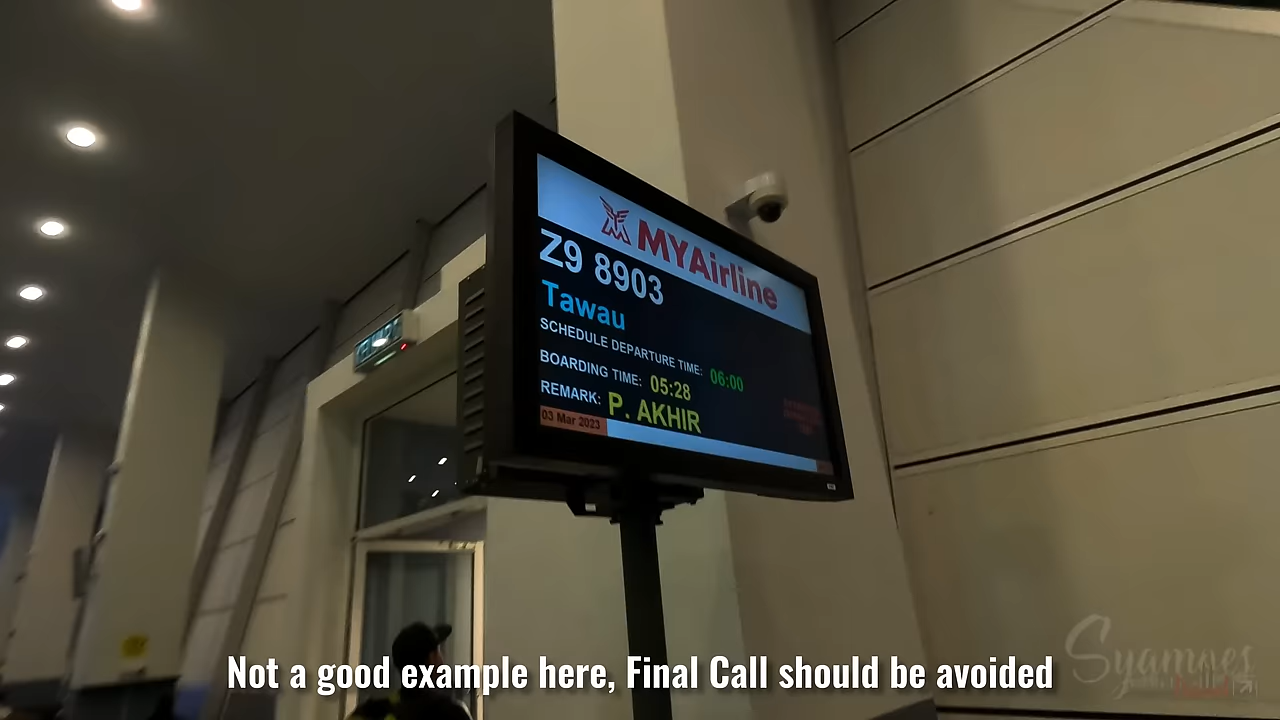 MYAirline
Z9 8903
Tawau
SCHEDULE DEPARTURE TIME: 06:00
BOARDING TIME: 05:28
REMARK: P. AKHIR
03 Mar 2023
Not a good example here, Final Call should be avoided
Syamoes